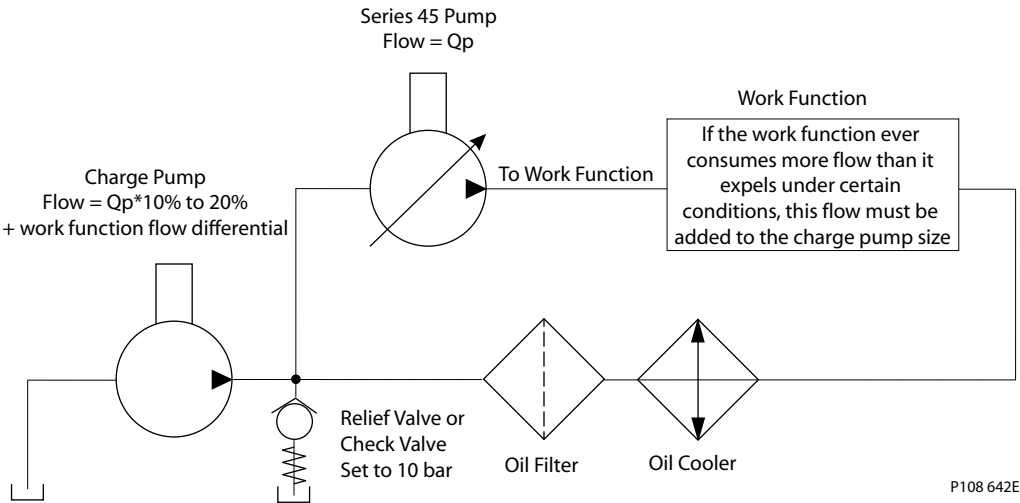 Series 45 Pump
Flow = Qp
Work Function
If the work function ever
consumes more flow than it
expels under certain
conditions, this flow must be
added to the charge pump size
To Work Function
Charge Pump
Flow = Qp*10% to 20%
+ work function flow differential
Relief Valve or
Check Valve
Set to 10 bar
Oil Filter
Oil Cooler
P108 642E